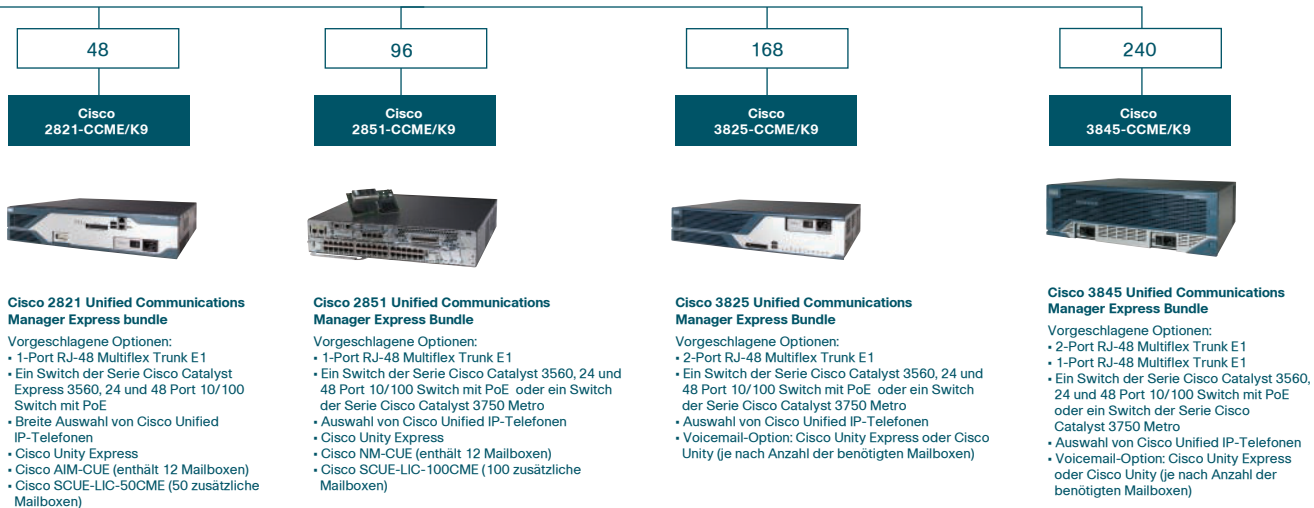 48
96
168
240
Cisco
2821-CCME/K9
Cisco
2851-CCME/K9
Cisco
3825-CCME/K9
Cisco
3845-CCME/K9
Cisco 2821 Unified Communications
Manager Express bundle
Vorgeschlagene Optionen:
▪ 1-Port RJ-48 Multiflex Trunk E1
▪ Ein Switch der Serie Cisco Catalyst
Express 3560, 24 und 48 Port 10/100
Switch mit PoE
▪ Breite Auswahl von Cisco Unified
IP-Telefonen
▪ Cisco Unity Express
▪ Cisco AIM-CUE (enthält 12 Mailboxen)
▪ Cisco SCUE-LIC-50CME (50 zusätzliche
Mailboxen)
Cisco 2851 Unified Communications
Manager Express Bundle
Vorgeschlagene Optionen:
▪ 1-Port RJ-48 Multiflex Trunk E1
▪ Ein Switch der Serie Cisco Catalyst 3560, 24 und
48 Port 10/100 Switch mit PoE oder ein Switch
der Serie Cisco Catalyst 3750 Metro
▪ Auswahl von Cisco Unified IP-Telefonen
▪ Cisco Unity Express
▪ Cisco NM-CUE (enthält 12 Mailboxen)
▪ Cisco SCUE-LIC-100CME (100 zusätzliche
Mailboxen)
Cisco 3825 Unified Communications
Manager Express Bundle
Vorgeschlagene Optionen:
▪ 2-Port RJ-48 Multiflex Trunk E1
▪ Ein Switch der Serie Cisco Catalyst 3560, 24 und
48 Port 10/100 Switch mit PoE oder ein Switch
der Serie Cisco Catalyst 3750 Metro
▪ Auswahl von Cisco Unified IP-Telefonen
▪ Voicemail-Option: Cisco Unity Express oder Cisco
Unity (je nach Anzahl der benötigten Mailboxen)
Cisco 3845 Unified Communications
Manager Express Bundle
Vorgeschlagene Optionen:
▪ 2-Port RJ-48 Multiflex Trunk E1
▪ 1-Port RJ-48 Multiflex Trunk E1
▪ Ein Switch der Serie Cisco Catalyst 3560,
24 und 48 Port 10/100 Switch mit PoE
oder ein Switch der Serie Cisco
Catalyst 3750 Metro
▪ Auswahl von Cisco Unified IP-Telefonen
▪ Voicemail-Option: Cisco Unity Express
oder Cisco Unity (je nach Anzahl der
benötigten Mailboxen)